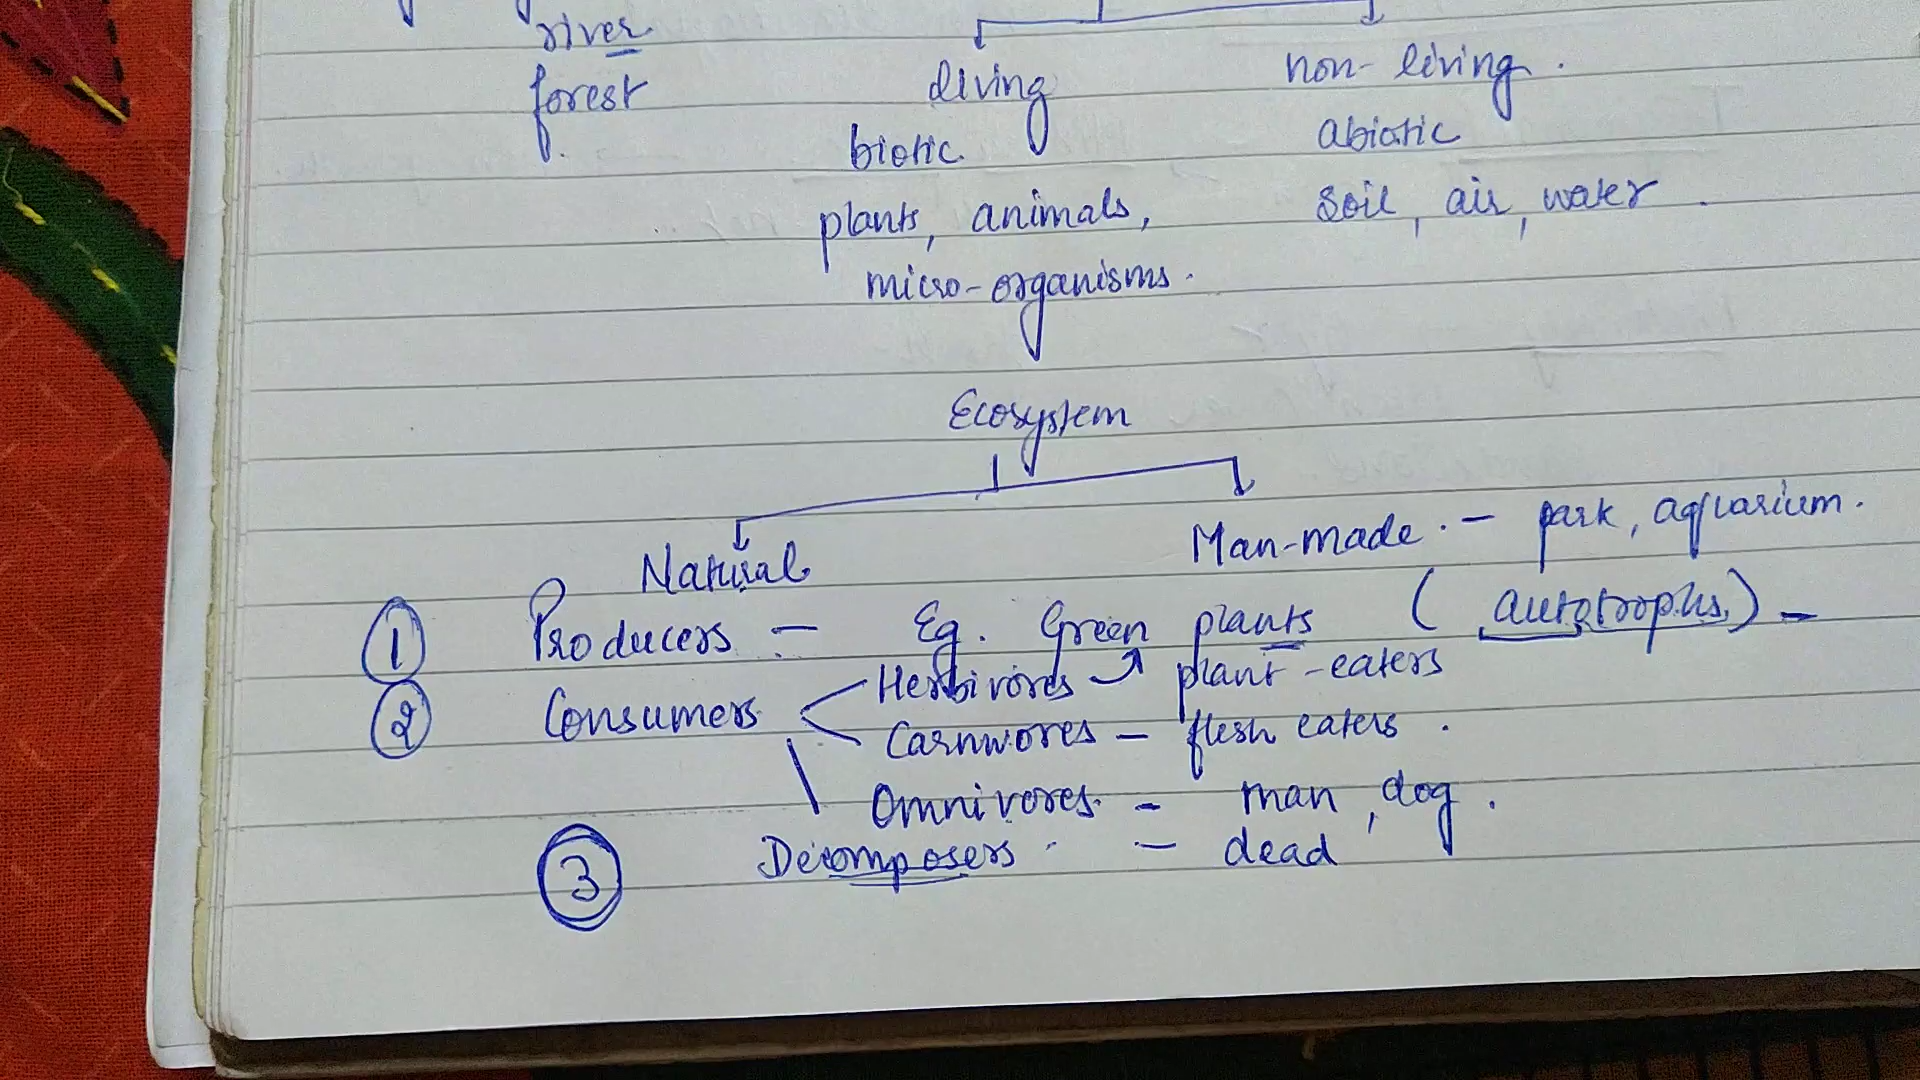 river
forest
living non-living.
biotic. abiotic
plants, animals, soil, air, water.
micro-organisms.
Ecosystem
Natural Man-made. - park, aquarium.
1 Producers - Eg. Green plants (autotrophs) -
2 Consumers Herbivores plant-eaters
Carnivores - flesh eaters.
Omnivores. - man, dog.
3 Decomposers - dead